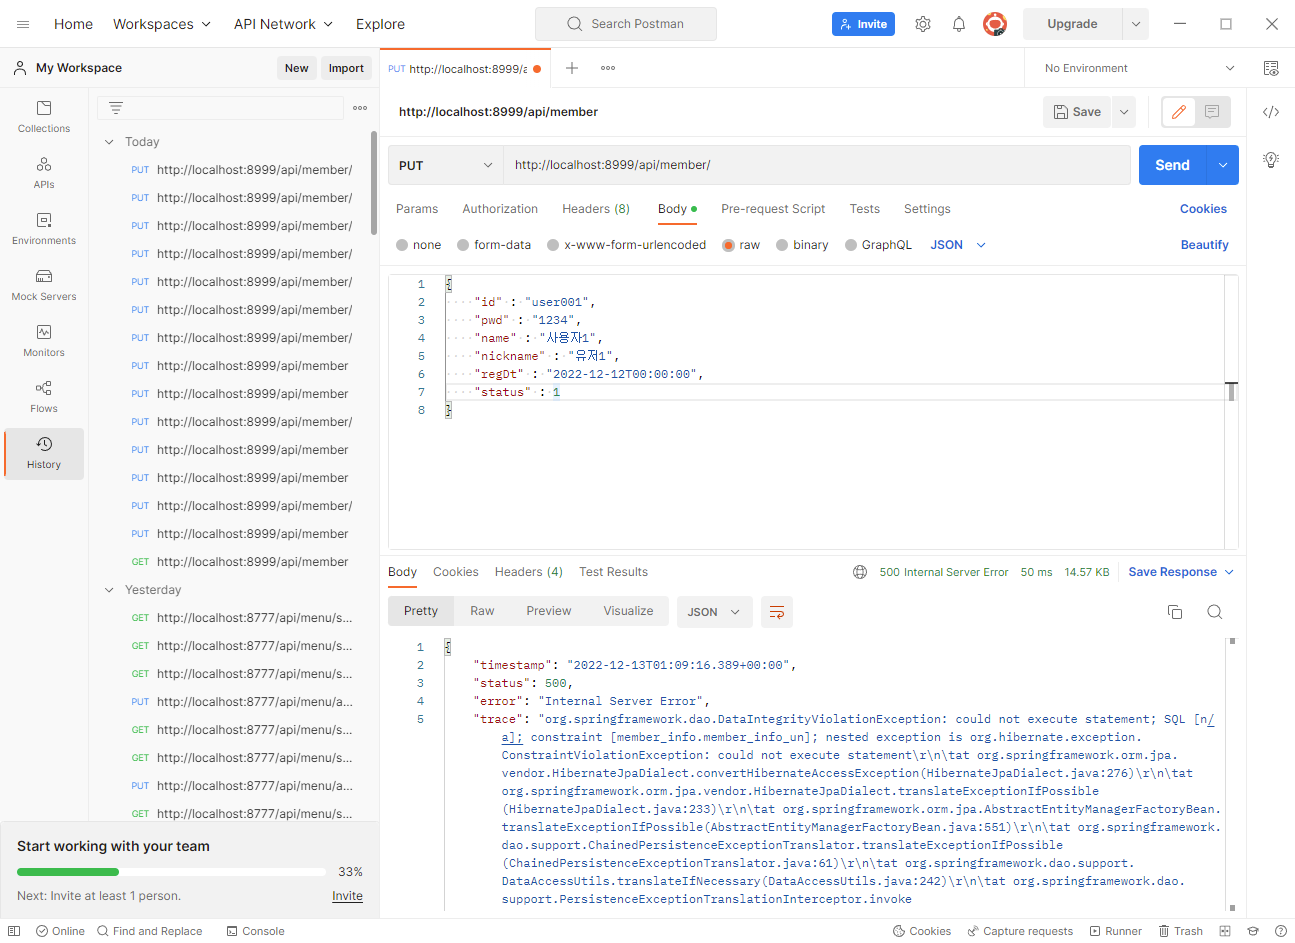 Home
Workspaces
API Network
Explore
Search Postman
Invite
Upgrade
My Workspace
New
Import
PUT http://localhost:8999/a
No Environment
Collections
APIs
Environments
Mock Servers
Monitors
Flows
History
Today
PUT http://localhost:8999/api/member/
PUT http://localhost:8999/api/member/
PUT http://localhost:8999/api/member/
PUT http://localhost:8999/api/member/
PUT http://localhost:8999/api/member/
PUT http://localhost:8999/api/member/
PUT http://localhost:8999/api/member/
PUT http://localhost:8999/api/member
PUT http://localhost:8999/api/member
PUT http://localhost:8999/api/member/
PUT http://localhost:8999/api/member
PUT http://localhost:8999/api/member
PUT http://localhost:8999/api/member/
PUT http://localhost:8999/api/member
GET http://localhost:8999/api/member
Yesterday
GET http://localhost:8777/api/menu/s...
GET http://localhost:8777/api/menu/s...
GET http://localhost:8777/api/menu/s...
PUT http://localhost:8777/api/menu/a...
GET http://localhost:8777/api/menu/s...
GET http://localhost:8777/api/menu/s...
PUT http://localhost:8777/api/menu/a...
GET http://localhost:8777/api/menu/s...
Start working with your team
33%
Next: Invite at least 1 person.
Invite
http://localhost:8999/api/member
Save
PUT
http://localhost:8999/api/member/
Send
Params
Authorization
Headers (8)
Body
Pre-request Script
Tests
Settings
Cookies
none
form-data
x-www-form-urlencoded
raw
binary
GraphQL
JSON
Beautify
1 {
2 "id" : "user001",
3 "pwd" : "1234",
4 "name" : "사용자1",
5 "nickname" : "유저1",
6 "regDt" : "2022-12-12T00:00:00",
7 "status" : 1
8 }
Body
Cookies
Headers (4)
Test Results
500 Internal Server Error
50 ms
14.57 KB
Save Response
Pretty
Raw
Preview
Visualize
JSON
1 {
2 "timestamp": "2022-12-13T01:09:16.389+00:00",
3 "status": 500,
4 "error": "Internal Server Error",
5 "trace": "org.springframework.dao.DataIntegrityViolationException: could not execute statement; SQL [n/
a]; constraint [member_info.member_info_un]; nested exception is org.hibernate.exception.
ConstraintViolationException: could not execute statement\r\n\tat org.springframework.orm.jpa.
vendor.HibernateJpaDialect.convertHibernateAccessException(HibernateJpaDialect.java:276)\r\n\tat
org.springframework.orm.jpa.vendor.HibernateJpaDialect.translateExceptionIfPossible
(HibernateJpaDialect.java:233)\r\n\tat org.springframework.orm.jpa.AbstractEntityManagerFactoryBean.
translateExceptionIfPossible(AbstractEntityManagerFactoryBean.java:551)\r\n\tat org.springframework.
dao.support.ChainedPersistenceExceptionTranslator.translateExceptionIfPossible
(ChainedPersistenceExceptionTranslator.java:61)\r\n\tat org.springframework.dao.support.
DataAccessUtils.translateIfNecessary(DataAccessUtils.java:242)\r\n\tat org.springframework.dao.
support.PersistenceExceptionTranslationInterceptor.invoke
Online
Find and Replace
Console
Cookies
Capture requests
Runner
Trash